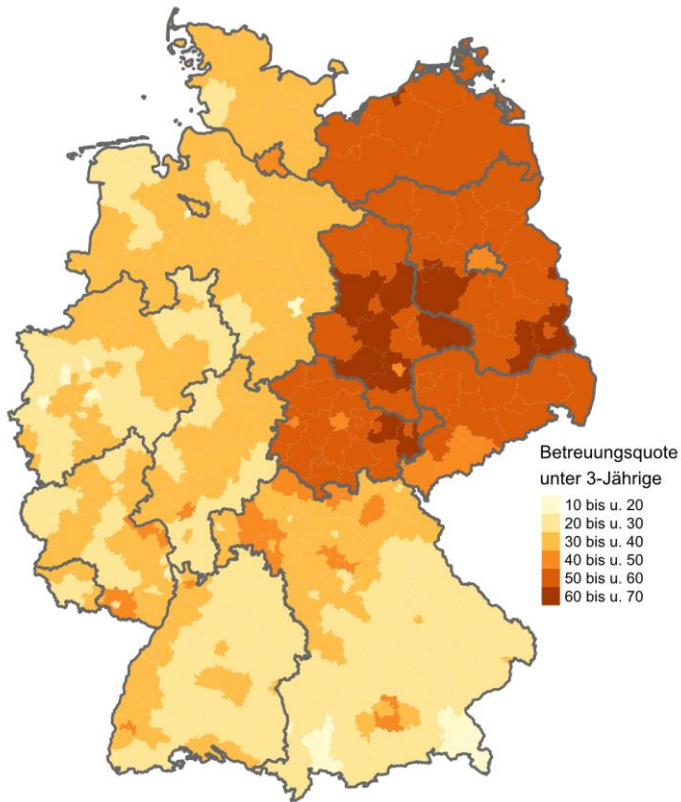 Betreuungsquote
unter 3-Jährige
10 bis u. 20
20 bis u. 30
30 bis u. 40
40 bis u. 50
50 bis u. 60
60 bis u. 70